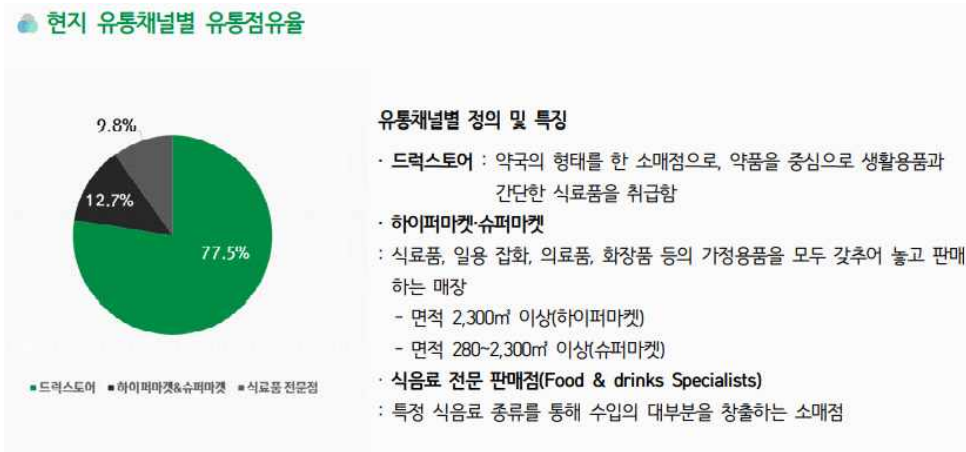 현지 유통채널별 유통점유율
9.8%
12.7%
77.5%
■드럭스토어 ■하이퍼마켓&슈퍼마켓 ■식료품 전문점
유통채널별 정의 및 특징
· 드럭스토어 : 약국의 형태를 한 소매점으로, 약품을 중심으로 생활용품과
간단한 식료품을 취급함
· 하이퍼마켓·슈퍼마켓
: 식료품, 일용 잡화, 의료품, 화장품 등의 가정용품을 모두 갖추어 놓고 판매
하는 매장
- 면적 2,300㎡ 이상(하이퍼마켓)
- 면적 280~2,300㎡ 이상(슈퍼마켓)
· 식음료 전문 판매점(Food & drinks Specialists)
: 특정 식음료 종류를 통해 수입의 대부분을 창출하는 소매점